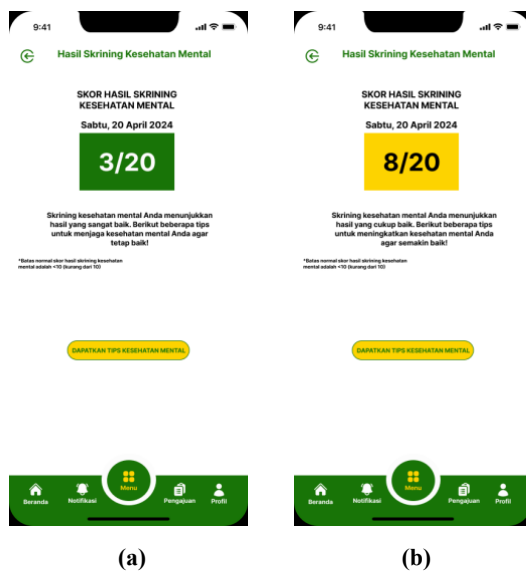 9:41
Hasil Skrining Kesehatan Mental
SKOR HASIL SKRINING
KESEHATAN MENTAL
Sabtu, 20 April 2024
3/20
Skrining kesehatan mental Anda menunjukkan
hasil yang sangat baik. Berikut beberapa tips
untuk menjaga kesehatan mental Anda agar
tetap baik!
*Batas normal skor hasil skrining kesehatan
mental adalah <10 (kurang dari 10)
DAPATKAN TIPS KESEHATAN MENTAL
Beranda
Notifikasi
Menu
Pengajuan
Profil
(a)
9:41
Hasil Skrining Kesehatan Mental
SKOR HASIL SKRINING
KESEHATAN MENTAL
Sabtu, 20 April 2024
8/20
Skrining kesehatan mental Anda menunjukkan
hasil yang cukup baik. Berikut beberapa tips
untuk meningkatkan kesehatan mental Anda
agar semakin baik!
*Batas normal skor hasil skrining kesehatan
mental adalah <10 (kurang dari 10)
DAPATKAN TIPS KESEHATAN MENTAL
Beranda
Notifikasi
Menu
Pengajuan
Profil
(b)